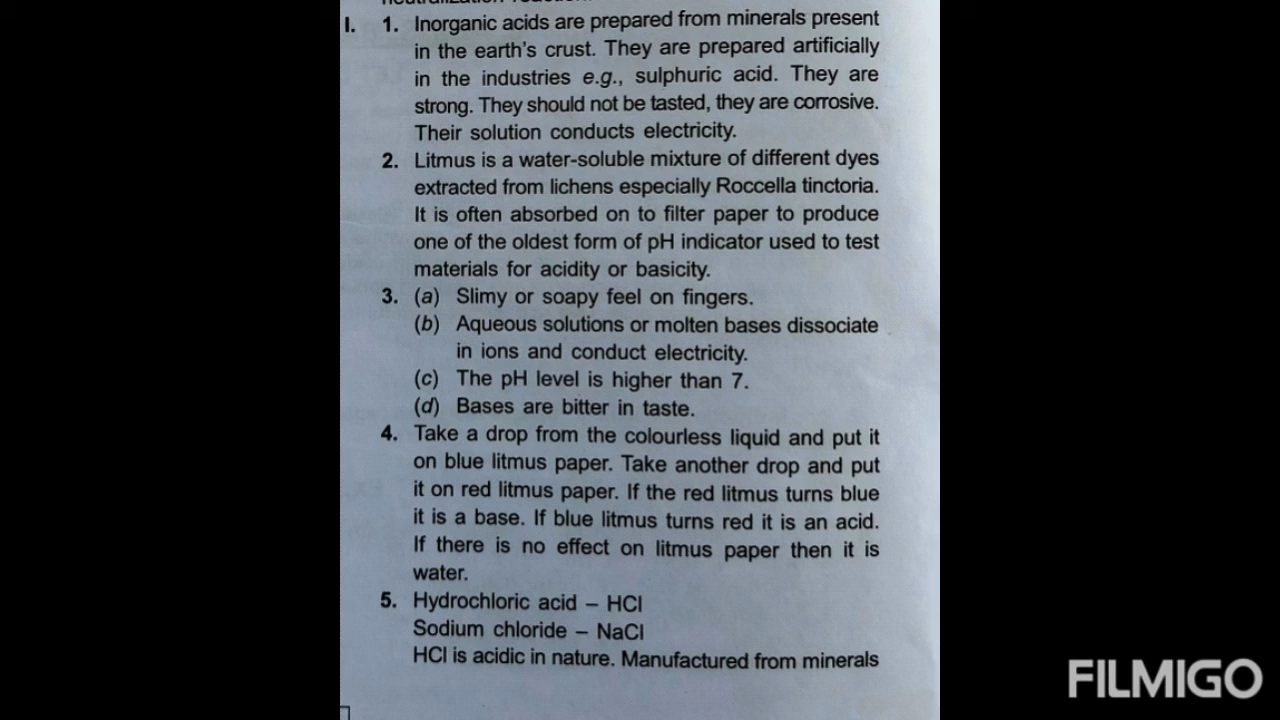 neutralization reaction.
I. 1. Inorganic acids are prepared from minerals present
in the earth's crust. They are prepared artificially
in the industries e.g., sulphuric acid. They are
strong. They should not be tasted, they are corrosive.
Their solution conducts electricity.
2. Litmus is a water-soluble mixture of different dyes
extracted from lichens especially Roccella tinctoria.
It is often absorbed on to filter paper to produce
one of the oldest form of pH indicator used to test
materials for acidity or basicity.
3. (a) Slimy or soapy feel on fingers.
(b) Aqueous solutions or molten bases dissociate
in ions and conduct electricity.
(c) The pH level is higher than 7.
(d) Bases are bitter in taste.
4. Take a drop from the colourless liquid and put it
on blue litmus paper. Take another drop and put
it on red litmus paper. If the red litmus turns blue
it is a base. If blue litmus turns red it is an acid.
If there is no effect on litmus paper then it is
water.
5. Hydrochloric acid – HCl
Sodium chloride – NaCl
HCl is acidic in nature. Manufactured from minerals
FILMIGO